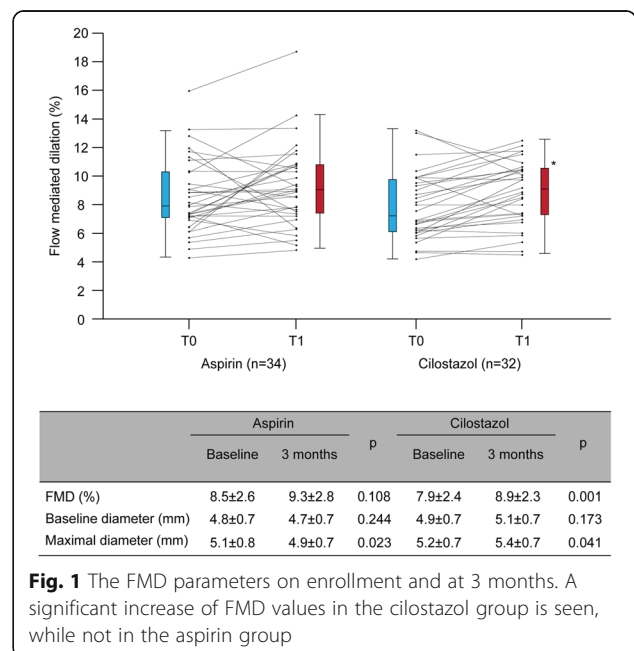 Flow mediated dilation (%)
20
18
16
14
12
10
8
6
4
2
0
*
T0 T1 T0 T1
Aspirin (n=34) Cilostazol (n=32)
Aspirin p Cilostazol p
Baseline 3 months Baseline 3 months
FMD (%) 8.5±2.6 9.3±2.8 0.108 7.9±2.4 8.9±2.3 0.001
Baseline diameter (mm) 4.8±0.7 4.7±0.7 0.244 4.9±0.7 5.1±0.7 0.173
Maximal diameter (mm) 5.1±0.8 4.9±0.7 0.023 5.2±0.7 5.4±0.7 0.041
Fig. 1 The FMD parameters on enrollment and at 3 months. A
significant increase of FMD values in the cilostazol group is seen,
while not in the aspirin group